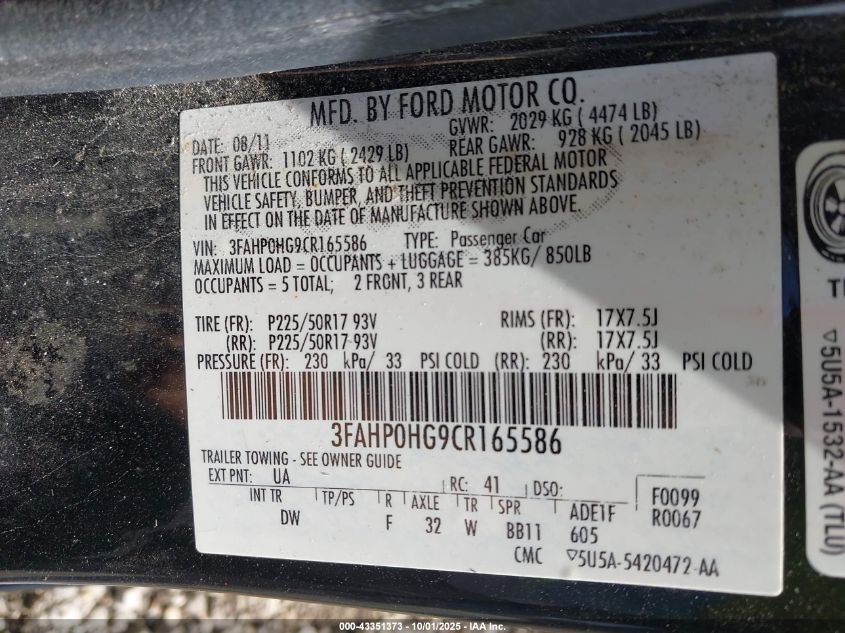 MFD. BY FORD MOTOR CO.
DATE: 08/11 GVWR: 2029 KG ( 4474 LB)
FRONT GAWR: 1102 KG ( 2429 LB) REAR GAWR: 928 KG ( 2045 LB)
THIS VEHICLE CONFORMS TO ALL APPLICABLE FEDERAL MOTOR
VEHICLE SAFETY, BUMPER, AND THEFT PREVENTION STANDARDS
IN EFFECT ON THE DATE OF MANUFACTURE SHOWN ABOVE.
VIN: 3FAHP0HG9CR165586 TYPE: Passenger Car
MAXIMUM LOAD = OCCUPANTS + LUGGAGE = 385KG/ 850LB
OCCUPANTS = 5 TOTAL; 2 FRONT, 3 REAR
TIRE (FR): P225/50R17 93V RIMS (FR): 17X7.5J
(RR): P225/50R17 93V (RR): 17X7.5J
PRESSURE (FR): 230 kPa/ 33 PSI COLD (RR): 230 kPa/ 33 PSI COLD
3FAHP0HG9CR165586
TRAILER TOWING - SEE OWNER GUIDE
EXT PNT: UA RC: 41 DSO: F0099
INT TR TP/PS R AXLE TR SPR ADE1F R0067
DW F 32 W BB11 605
CMC ▽5U5A-5420472-AA
▽5U5A-1532-AA (TLU)
000-43351373 - 10/01/2025 - IAA Inc.